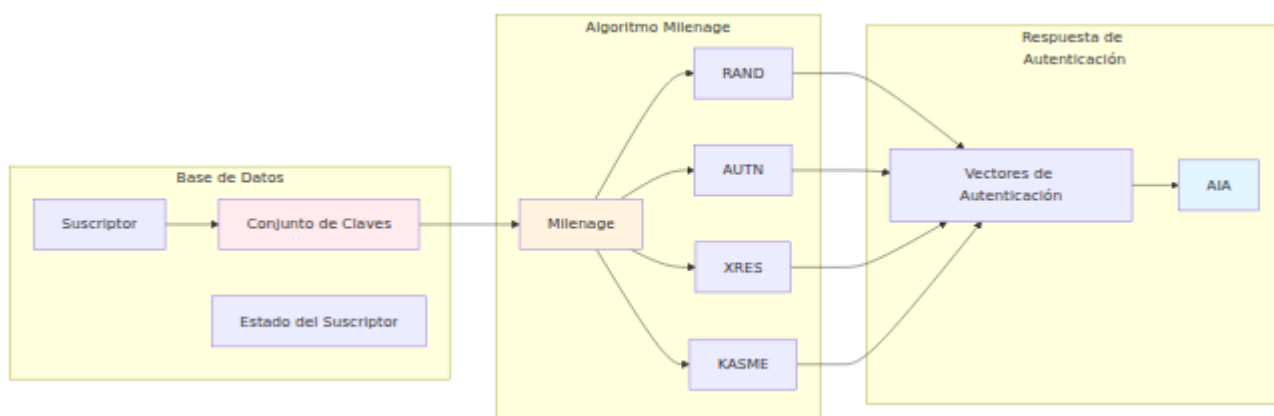 Base de Datos
Suscriptor
Conjunto de Claves
Estado del Suscriptor
Algoritmo Milenage
Milenage
RAND
AUTN
XRES
KASME
Respuesta de
Autenticación
Vectores de
Autenticación
AIA